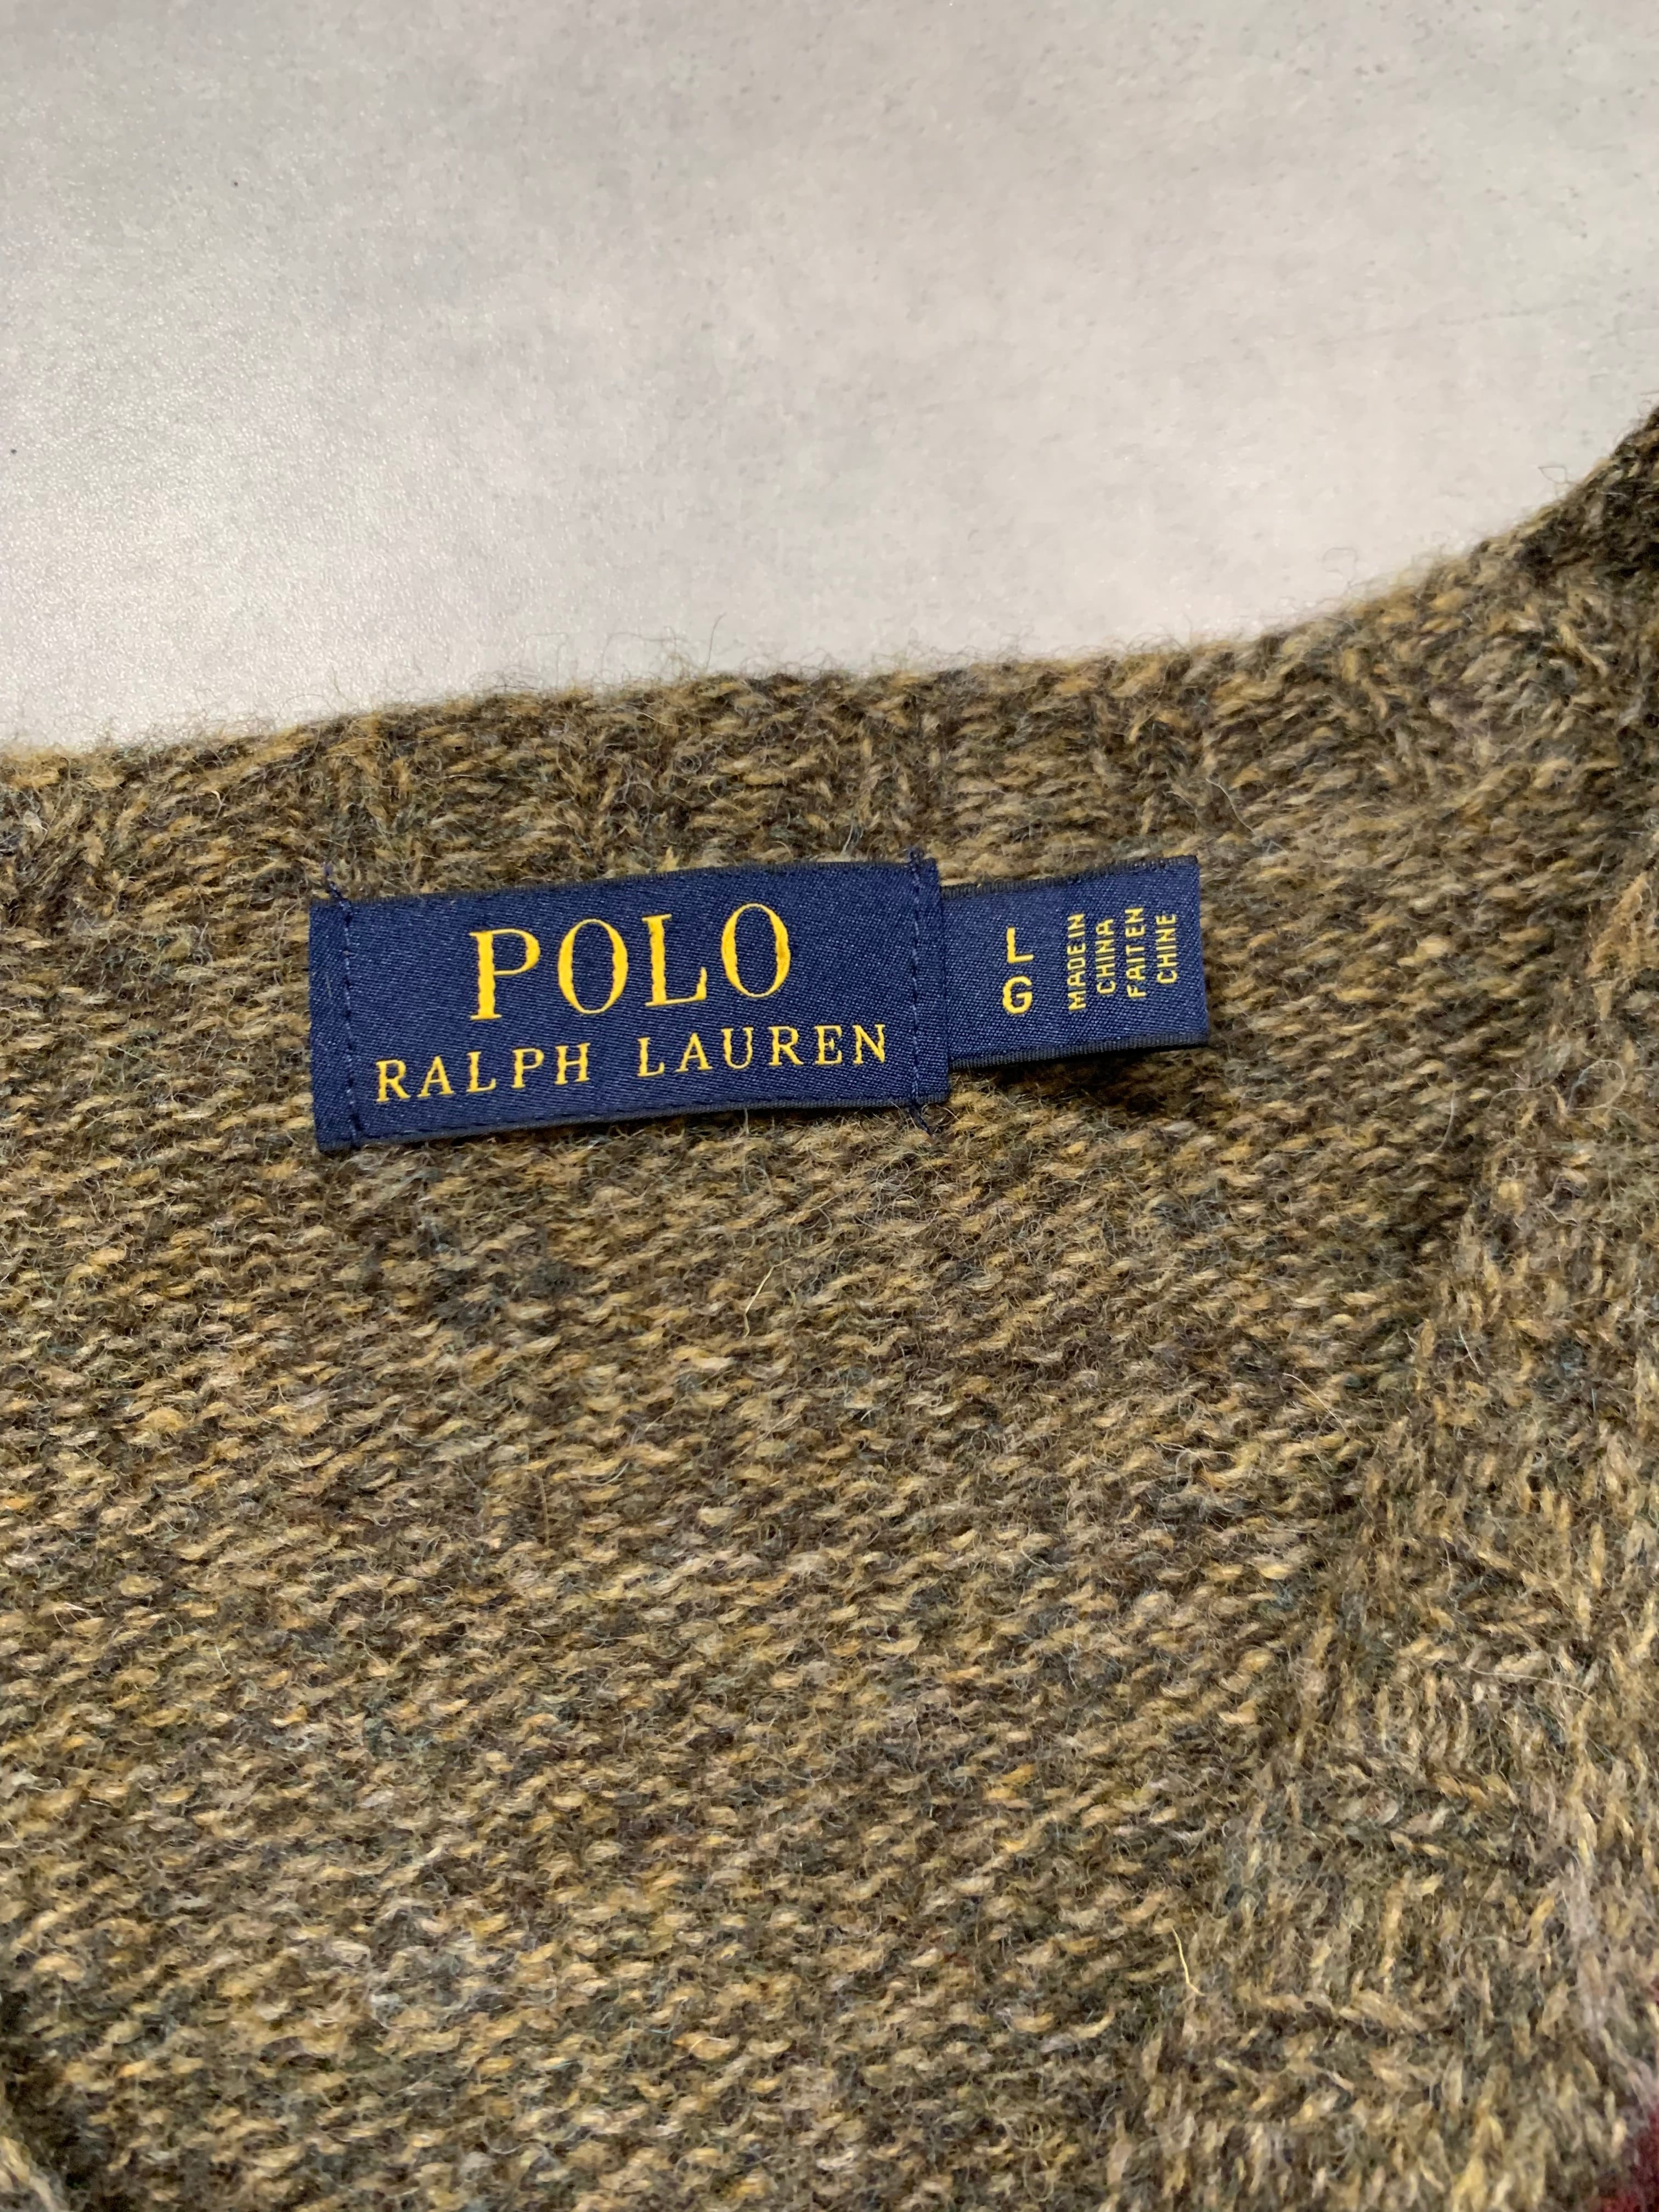 POLO
RALPH LAUREN
L
G
MADE IN
CHINA
FAIT EN
CHINE